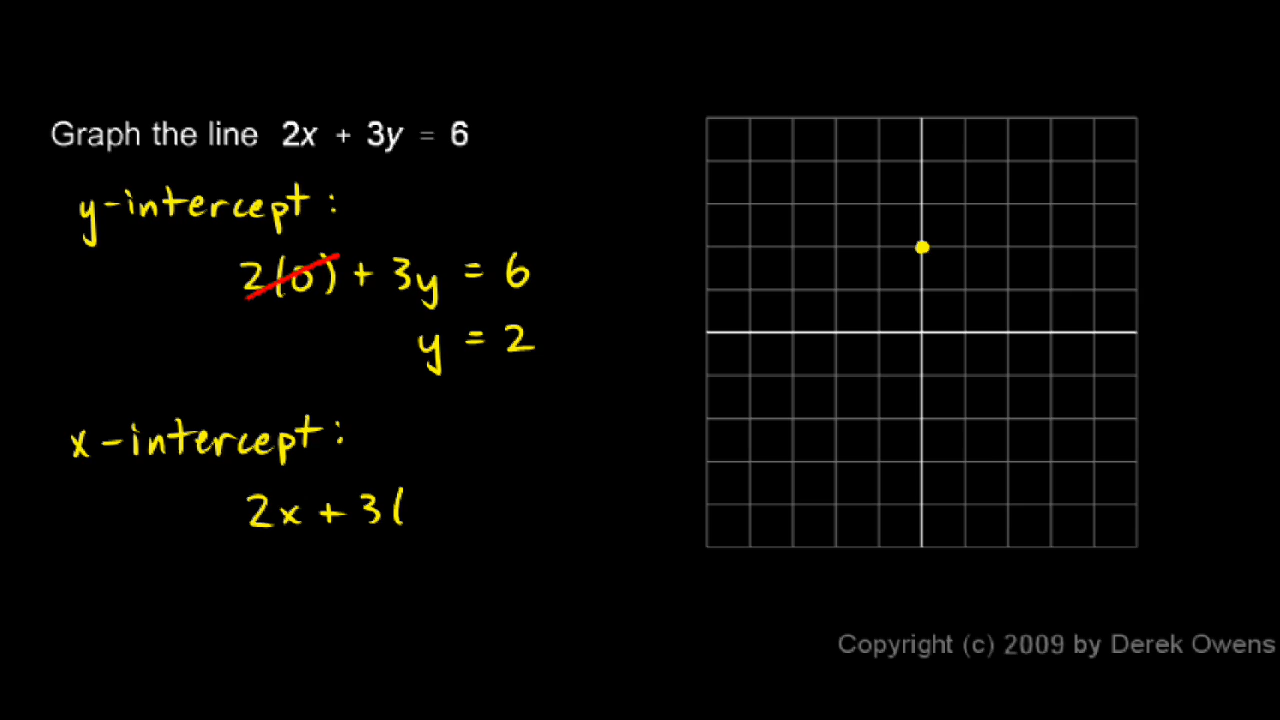 Graph the line 2x + 3y = 6
y-intercept:
2(0) + 3y = 6
y = 2
x-intercept:
2x + 3(
Copyright (c) 2009 by Derek Owens